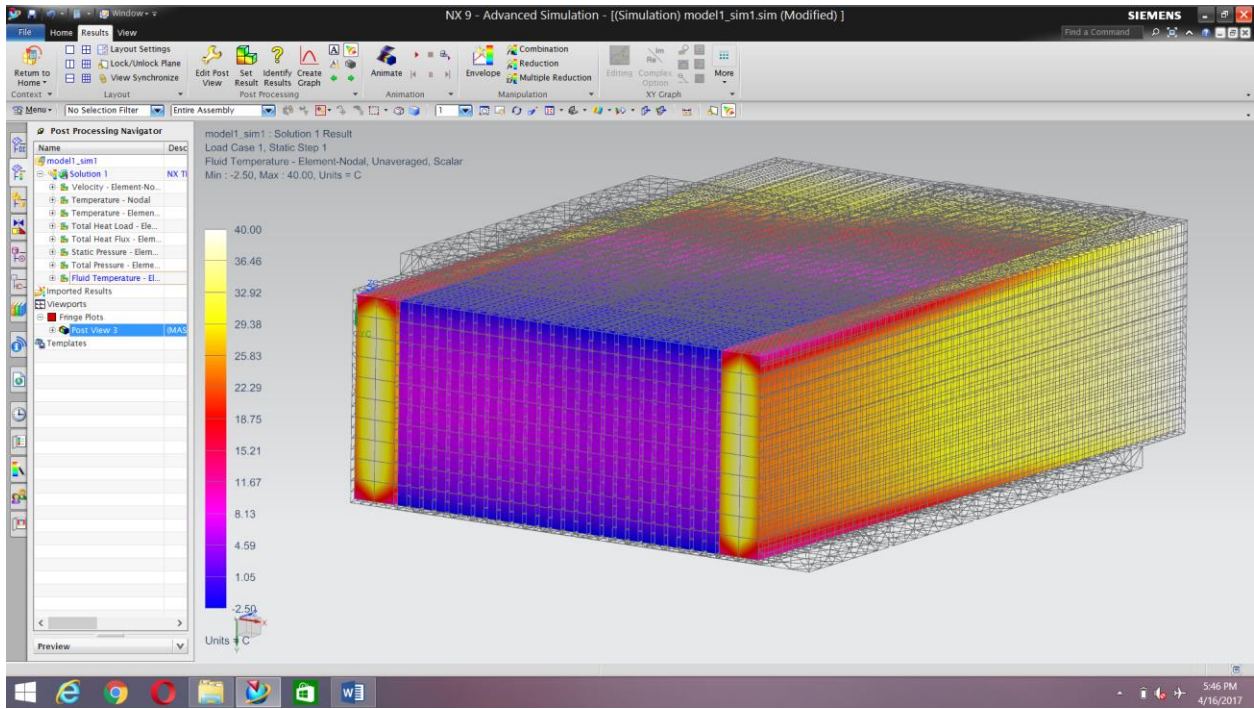 Window
NX 9 - Advanced Simulation - [(Simulation) model1_sim1.sim (Modified) ]
SIEMENS
File Home Results View
Find a Command
Layout Settings
Lock/Unlock Plane
View Synchronize
Return to Home
Edit Post View
Set Result
Identify Results
Create Graph
Animate
Envelope
Combination
Reduction
Multiple Reduction
Editing
Complex Option
More
Context Layout Post Processing Animation Manipulation XY Graph
Menu No Selection Filter Entire Assembly 1
Post Processing Navigator
Name Desc
model1_sim1
Solution 1 NX Tl
Velocity - Element-No...
Temperature - Nodal
Temperature - Elemen...
Total Heat Load - Ele...
Total Heat Flux - Elem...
Static Pressure - Elem...
Total Pressure - Eleme...
Fluid Temperature - El...
Imported Results
Viewports
Fringe Plots
Post View 3 (MAS
Templates
Preview
model1_sim1 : Solution 1 Result
Load Case 1, Static Step 1
Fluid Temperature - Element-Nodal, Unaveraged, Scalar
Min : -2.50, Max : 40.00, Units = C
40.00
36.46
32.92
29.38
25.83
22.29
18.75
15.21
11.67
8.13
4.59
1.05
-2.50
Units = C
5:46 PM
4/16/2017